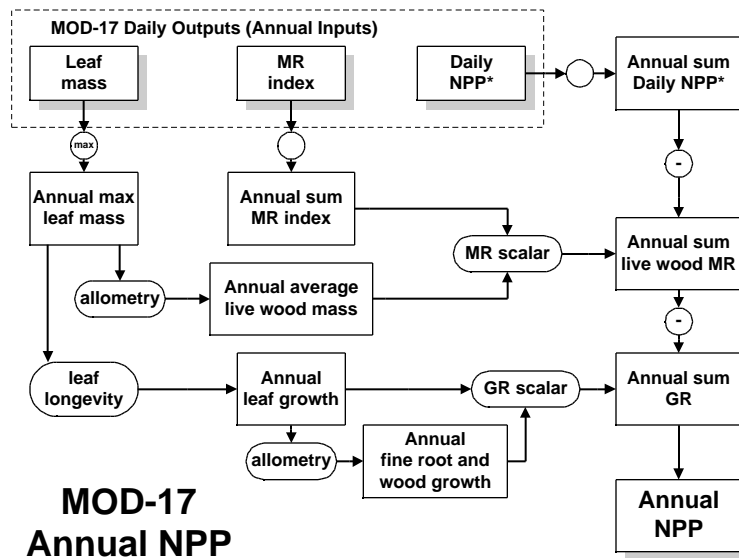 MOD-17 Daily Outputs (Annual Inputs)
Leaf
mass
MR
index
Daily
NPP*
Annual sum
Daily NPP*
max
-
Annual max
leaf mass
Annual sum
MR index
MR scalar
Annual sum
live wood MR
allometry
Annual average
live wood mass
-
leaf
longevity
Annual
leaf growth
GR scalar
Annual sum
GR
allometry
Annual
fine root and
wood growth
Annual
NPP
MOD-17
Annual NPP